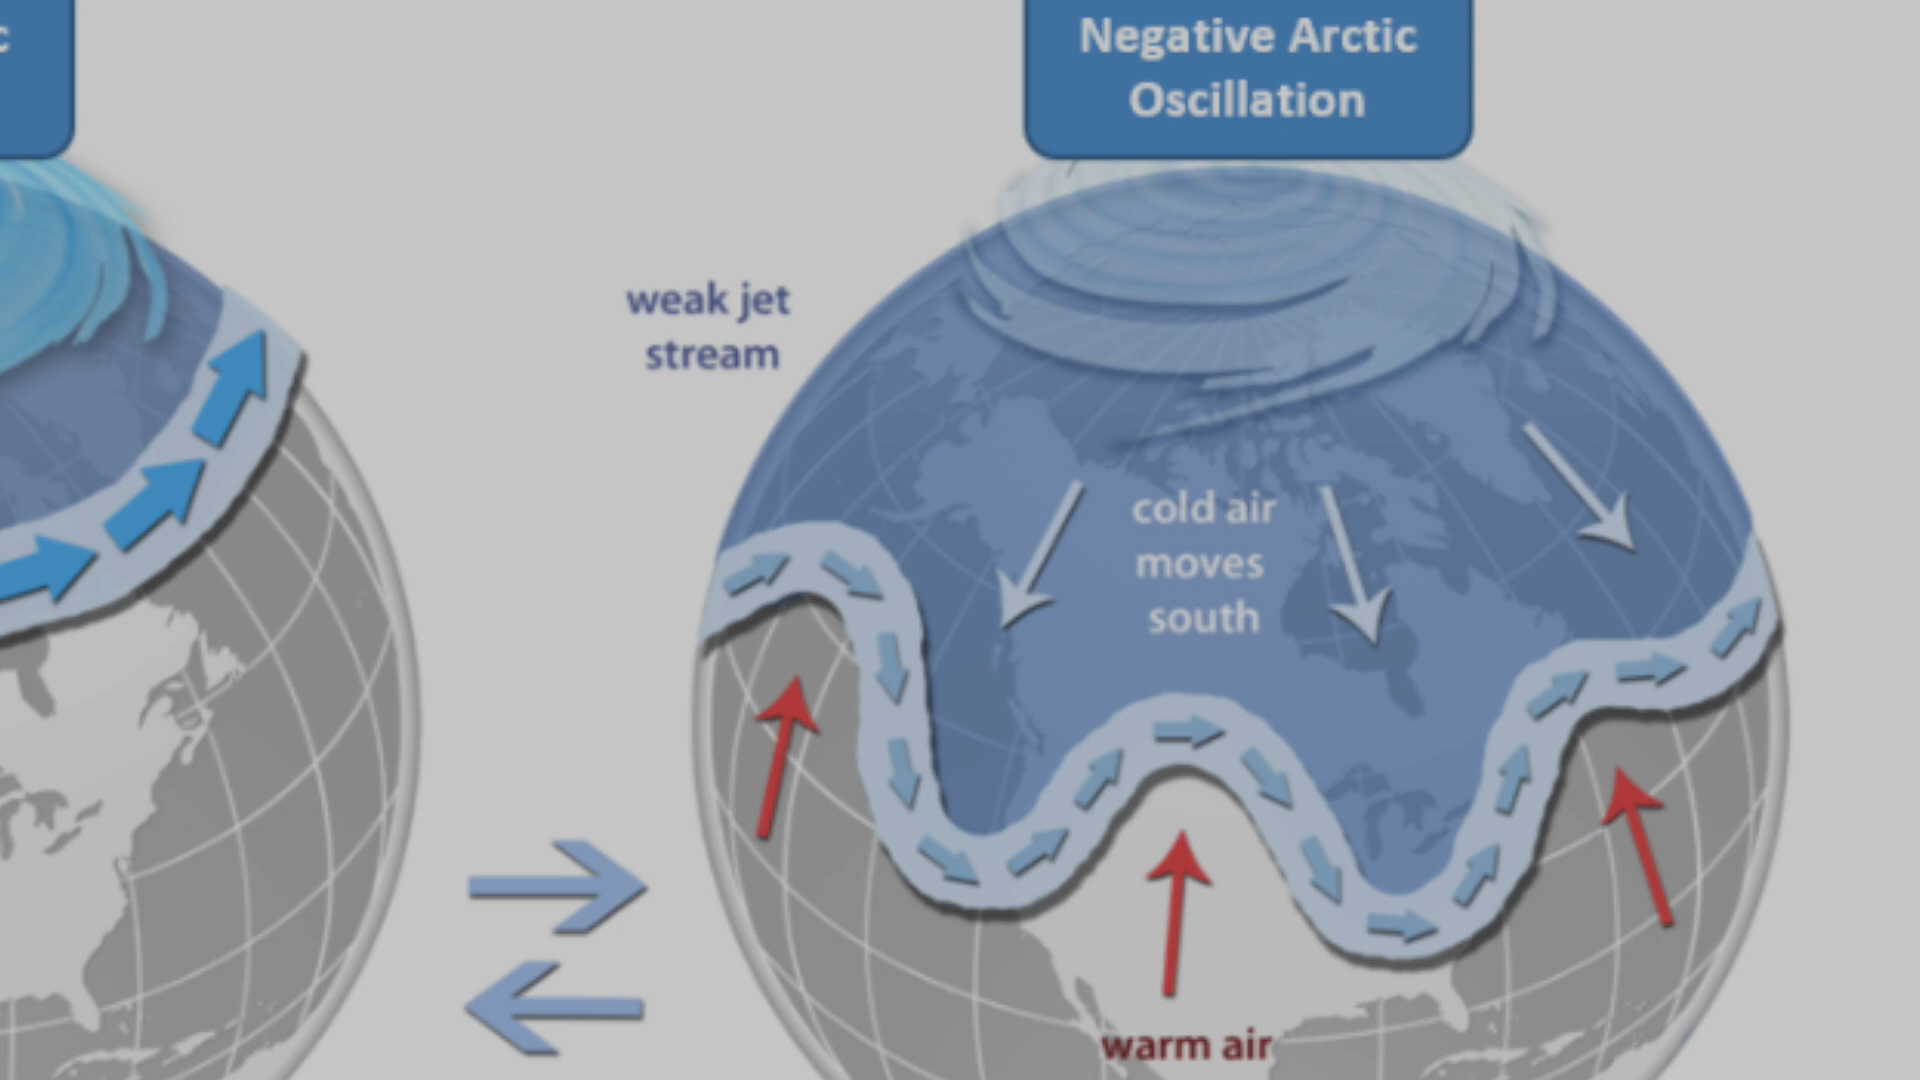 c
Negative Arctic
Oscillation
weak jet
stream
cold air
moves
south
warm air